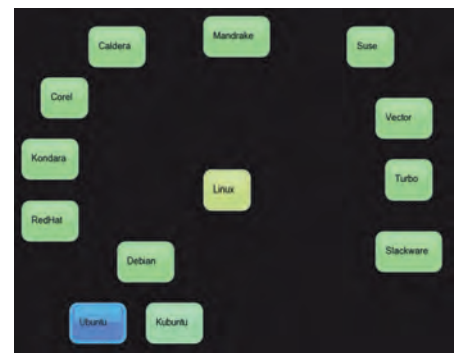 Mandrake
Caldera
Suse
Corel
Vector
Kondara
Turbo
Linux
RedHat
Slackware
Debian
Ubuntu
Kubuntu